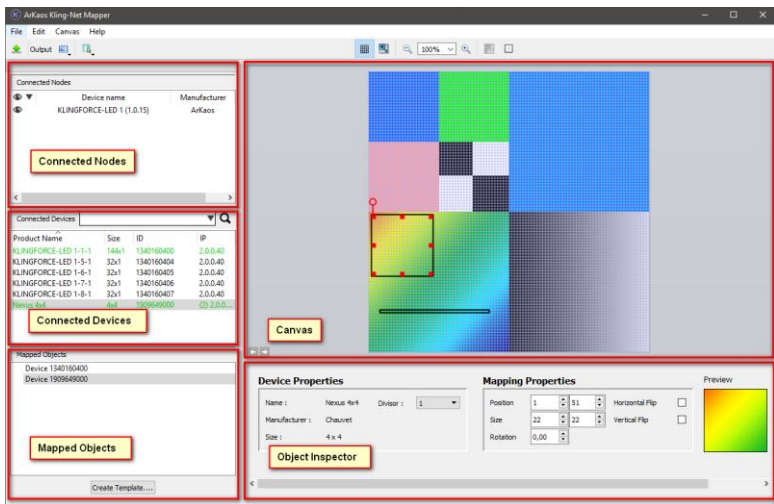 ArKaos Kling-Net Mapper
File Edit Canvas Help
Output 100%
Connected Nodes
Device name Manufacturer
KLINGFORCE-LED 1 (1.0.15) ArKaos
Connected Nodes
Connected Devices
Product Name Size ID IP
KLINGFORCE-LED 1-1-1 144x1 1340160400 2.0.0.40
KLINGFORCE-LED 1-5-1 32x1 1340160404 2.0.0.40
KLINGFORCE-LED 1-6-1 32x1 1340160405 2.0.0.40
KLINGFORCE-LED 1-7-1 32x1 1340160406 2.0.0.40
KLINGFORCE-LED 1-8-1 32x1 1340160407 2.0.0.40
Nexus 4x4 4x4 1909649000 (2) 2.0.0....
Connected Devices
Canvas
Mapped Objects
Device 1340160400
Device 1909649000
Mapped Objects
Create Template....
Device Properties
Name : Nexus 4x4 Divisor : 1
Manufacturer : Chauvet
Size : 4 x 4
Object Inspector
Mapping Properties
Position 1 51 Horizontal Flip
Size 22 22 Vertical Flip
Rotation 0,00
Preview